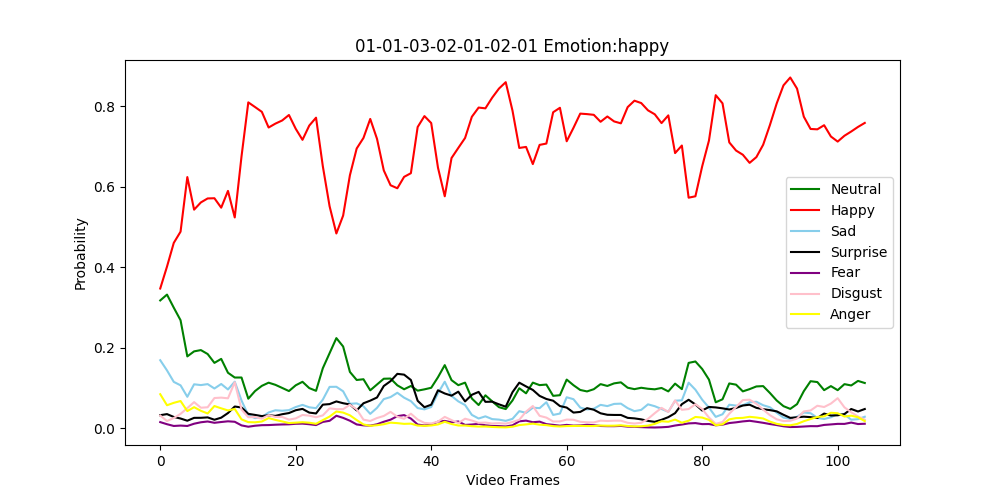 01-01-03-02-01-02-01 Emotion:happy
Probability
0.8
0.6
0.4
0.2
0.0
0
20
40
60
80
100
Video Frames
Neutral
Happy
Sad
Surprise
Fear
Disgust
Anger